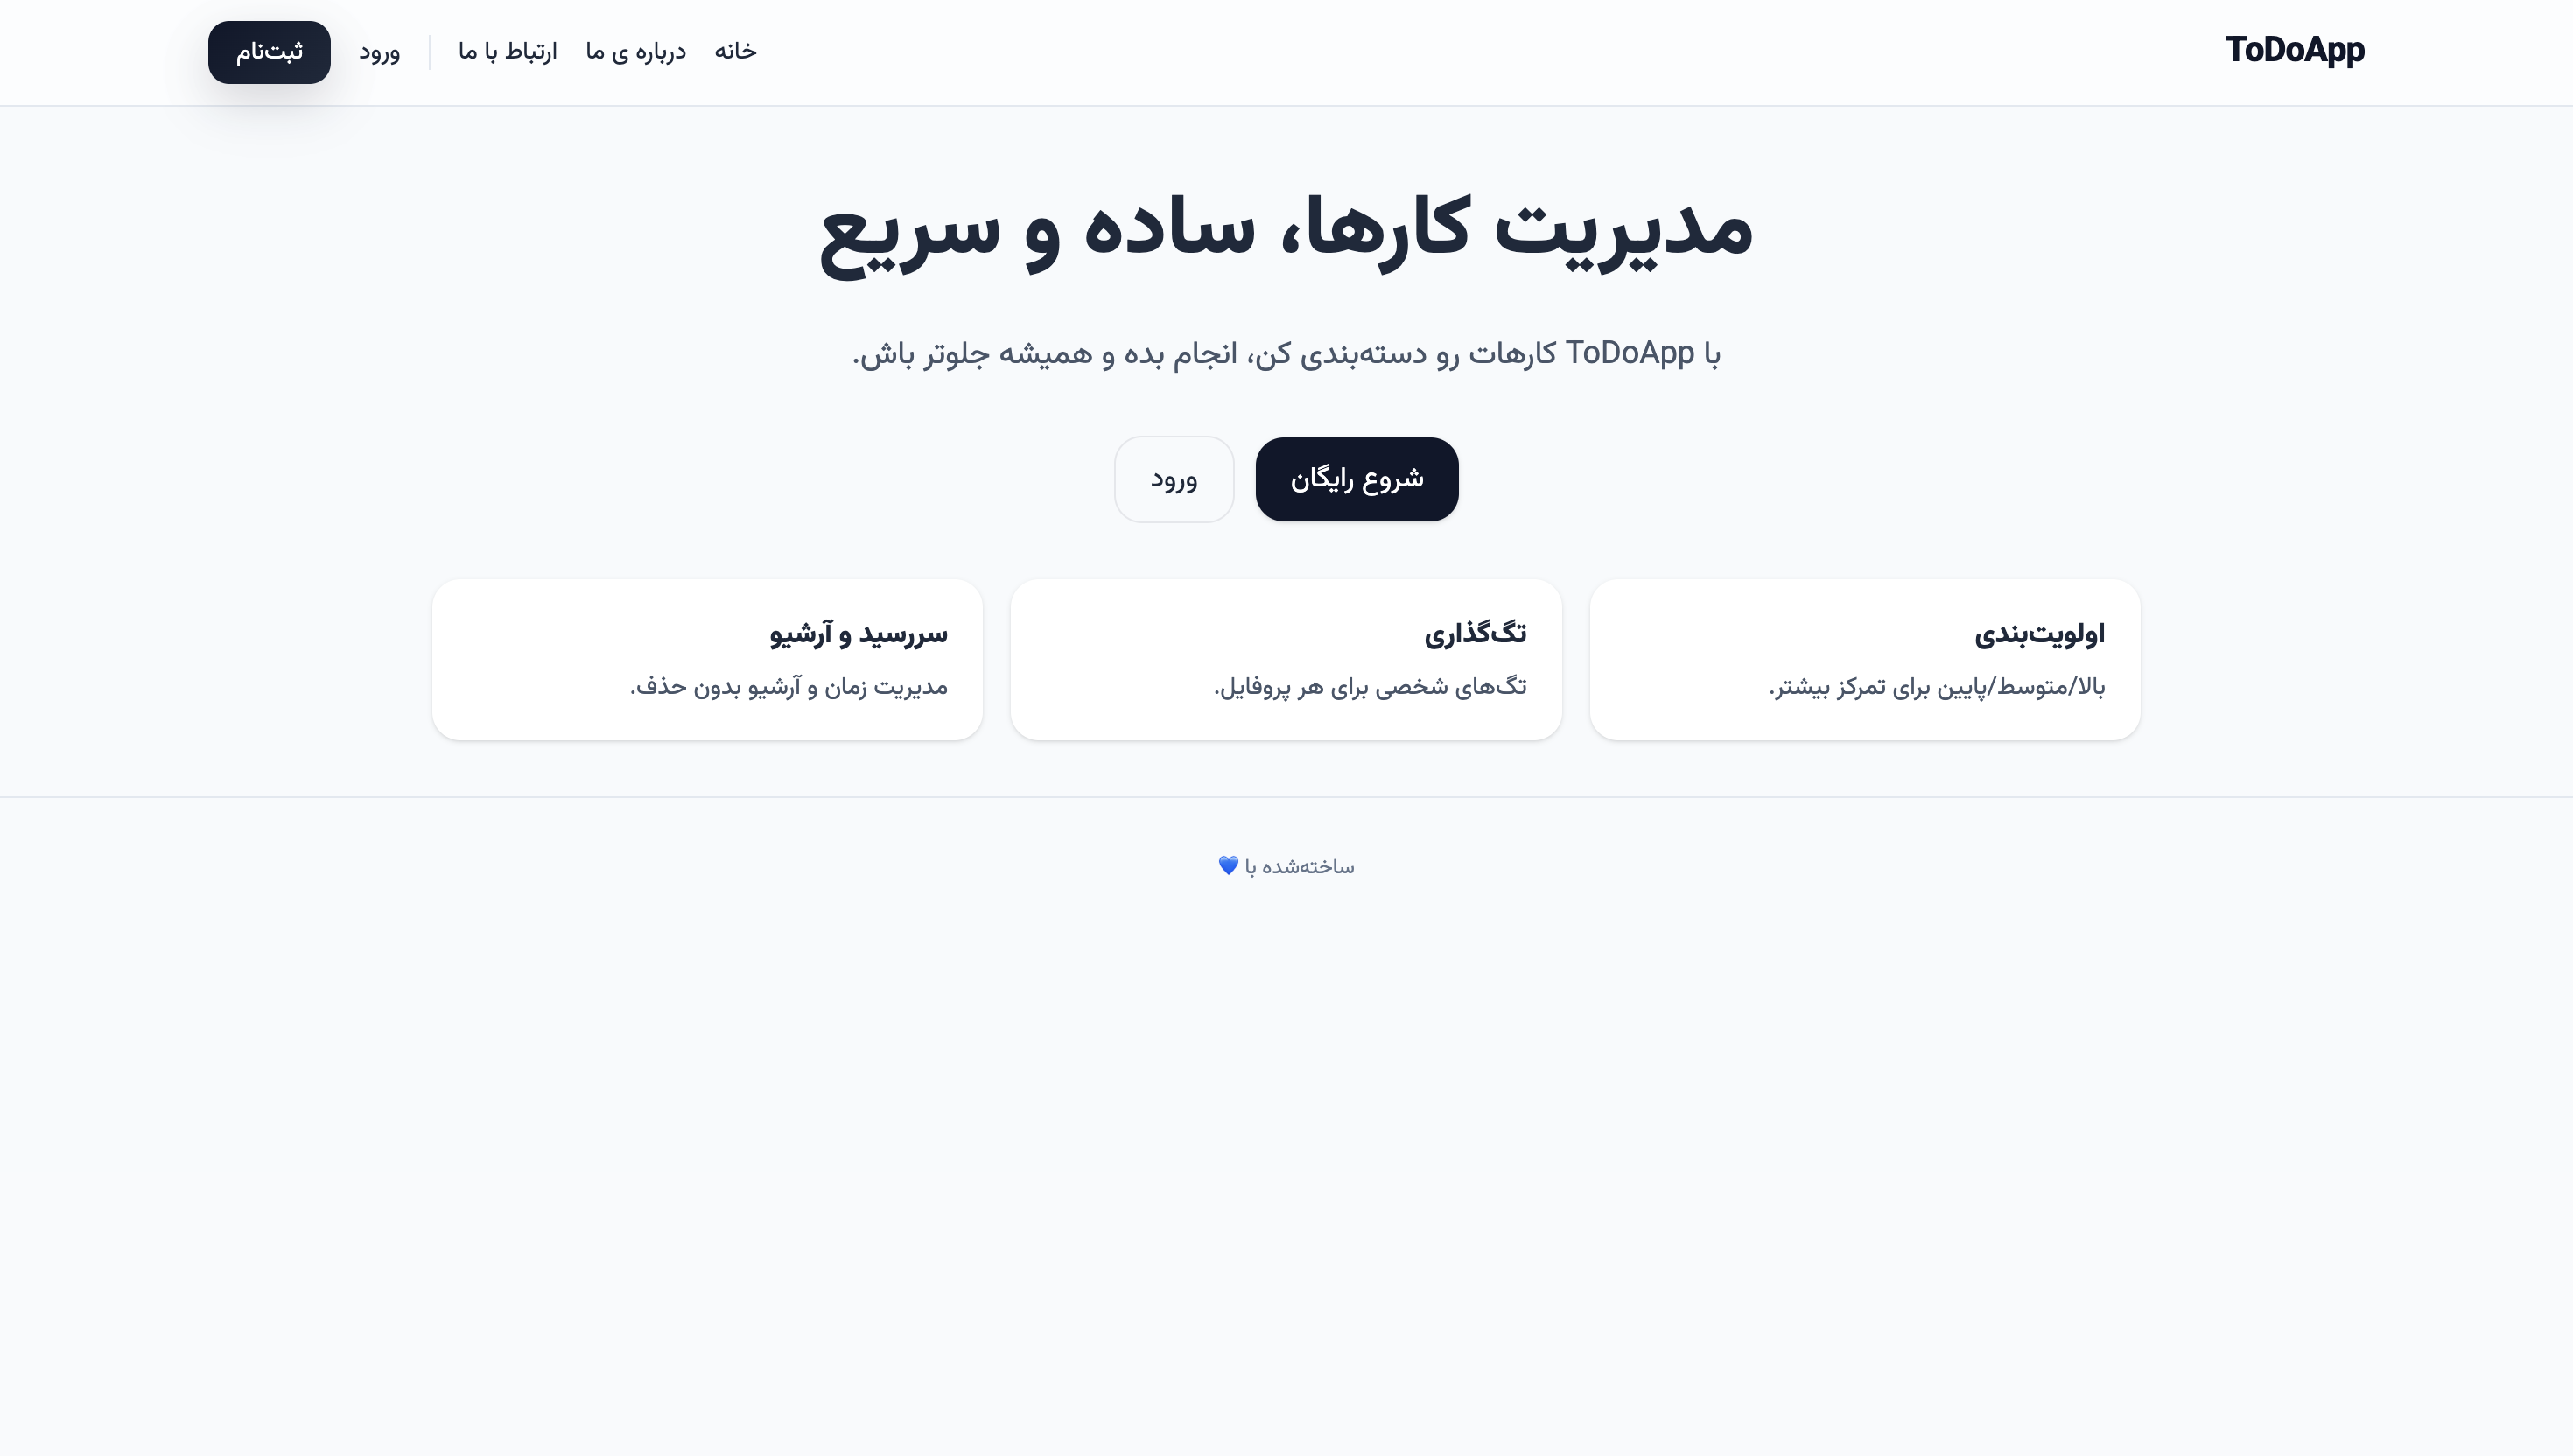 ToDoApp
خانه
درباره ی ما
ارتباط با ما
ورود
ثبت‌نام
مدیریت کارها، ساده و سریع
با ToDoApp کارهات رو دسته‌بندی کن، انجام بده و همیشه جلوتر باش.
شروع رایگان
ورود
اولویت‌بندی
بالا/متوسط/پایین برای تمرکز بیشتر.
تگ‌گذاری
تگ‌های شخصی برای هر پروفایل.
سررسید و آرشیو
مدیریت زمان و آرشیو بدون حذف.
ساخته‌شده با 💙